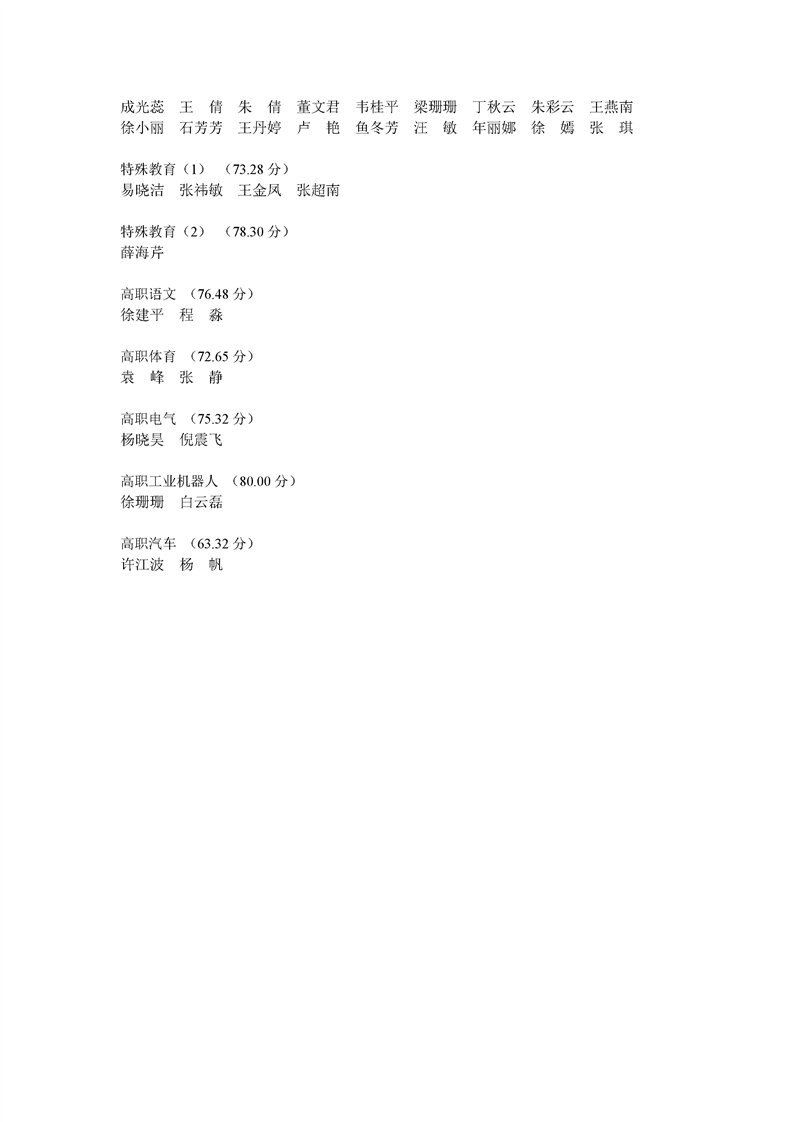 成光蕊　王　倩　朱　倩　董文君　韦桂平　梁珊珊　丁秋云　朱彩云　王燕南
徐小丽　石芳芳　王丹婷　卢　艳　鱼冬芳　汪　敏　年丽娜　徐　嫣　张　琪
特殊教育（1）（73.28 分）
易晓洁　张祎敏　王金凤　张超南
特殊教育（2）（78.30 分）
薛海芹
高职语文 （76.48 分）
徐建平　程　淼
高职体育 （72.65 分）
袁　峰　张　静
高职电气 （75.32 分）
杨晓昊　倪震飞
高职工业机器人 （80.00 分）
徐珊珊　白云磊
高职汽车 （63.32 分）
许江波　杨　帆